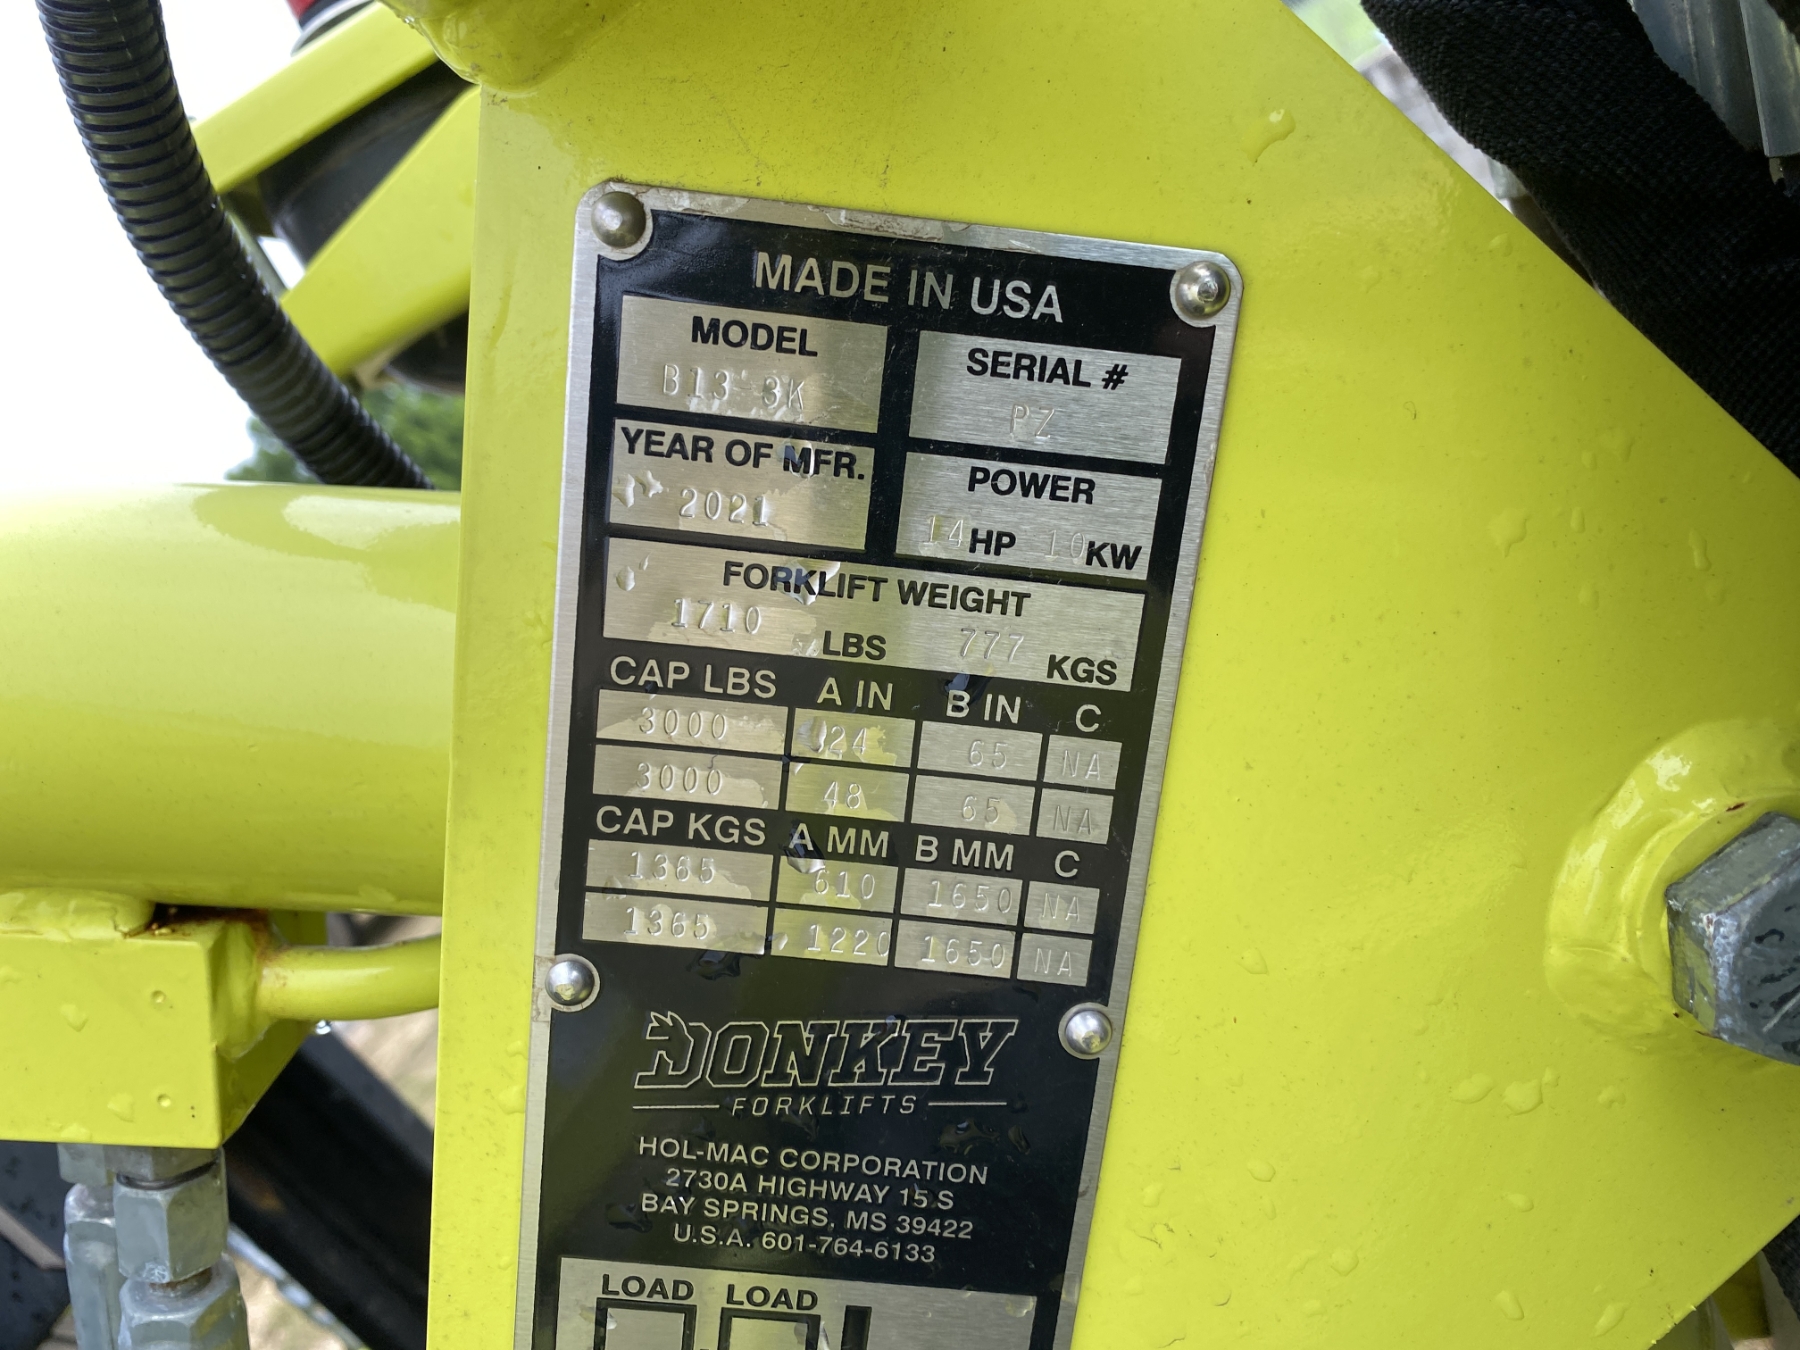 MADE IN USA
MODEL
B13 3K
SERIAL #
PZ
YEAR OF MFR.
2021
POWER
14 HP 10 KW
FORKLIFT WEIGHT
1710 LBS 777 KGS
CAP LBS A IN B IN C
3000 24 65 NA
3000 48 65 NA
CAP KGS A MM B MM C
1365 610 1650 NA
1365 1220 1650 NA
DONKEY
FORKLIFTS
HOL-MAC CORPORATION
2730A HIGHWAY 15 S
BAY SPRINGS, MS 39422
U.S.A. 601-764-6133
LOAD LOAD